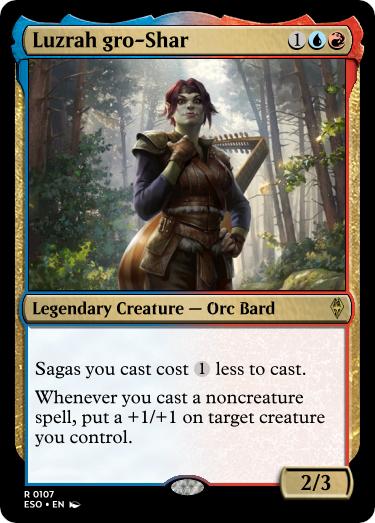 Luzrah gro-Shar 1
Legendary Creature — Orc Bard
Sagas you cast cost 1 less to cast.
Whenever you cast a noncreature
spell, put a +1/+1 on target creature
you control.
2/3
R 0107
ESO • EN